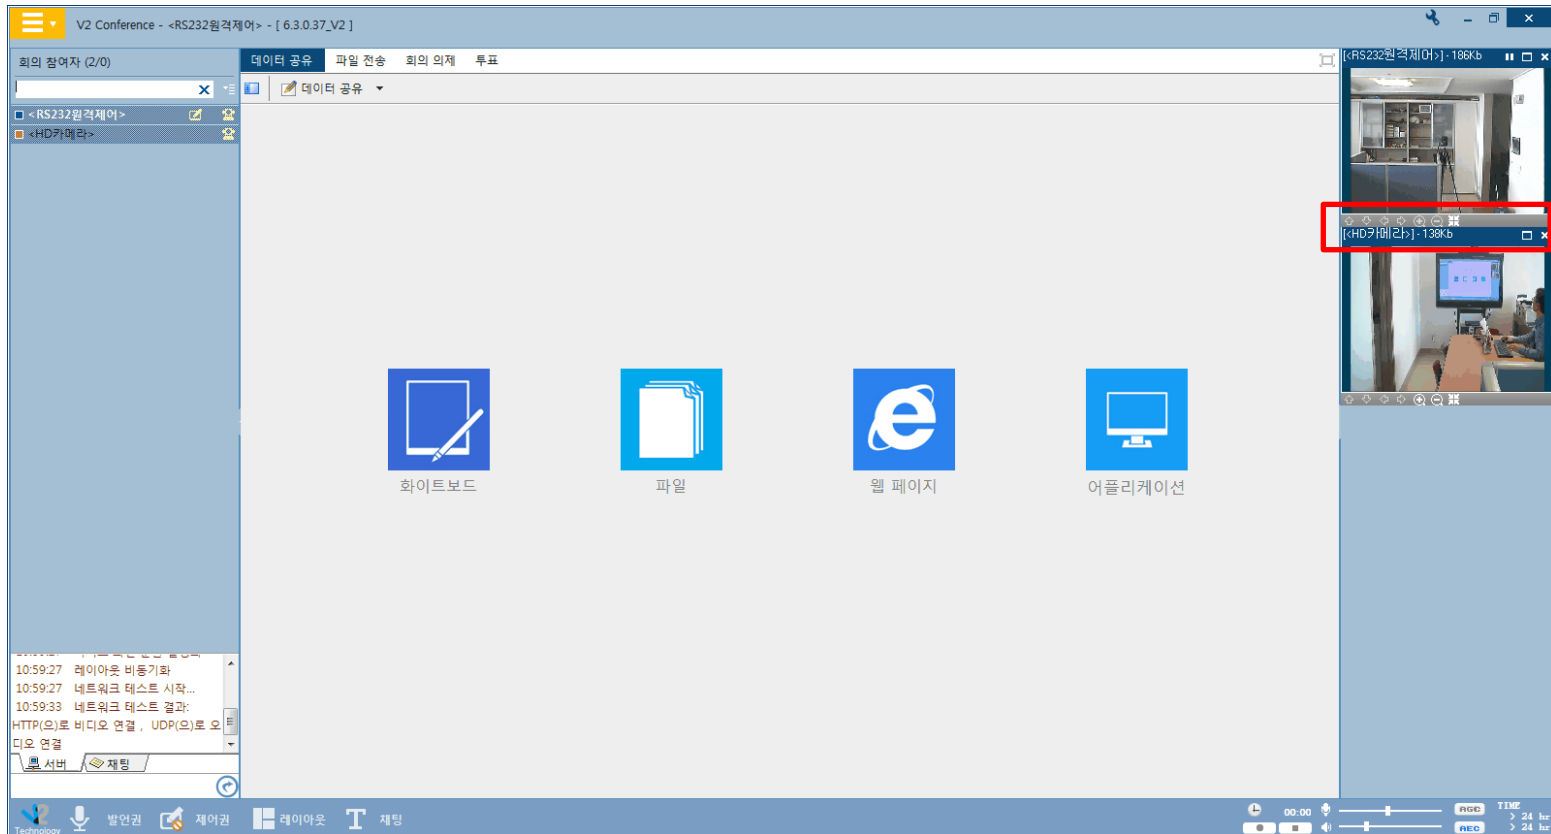 V2 Conference - <RS232원격제어> - [ 6.3.0.37_V2 ]
회의 참여자 (2/0)
<RS232원격제어>
<HD카메라>
데이터 공유 파일 전송 회의 의제 투표
데이터 공유
화이트보드 파일 웹 페이지 어플리케이션
[<RS232원격제어>] - 186Kb
[<HD카메라>] - 138Kb
10:59:27 레이아웃 비동기화
10:59:27 네트워크 테스트 시작...
10:59:33 네트워크 테스트 결과:
HTTP(으)로 비디오 연결 , UDP(으)로 오
디오 연결
서버 채팅
V2 Technology 발언권 제어권 레이아웃 채팅
00:00 AGC TIME
> 24 hr
AEC > 24 hr